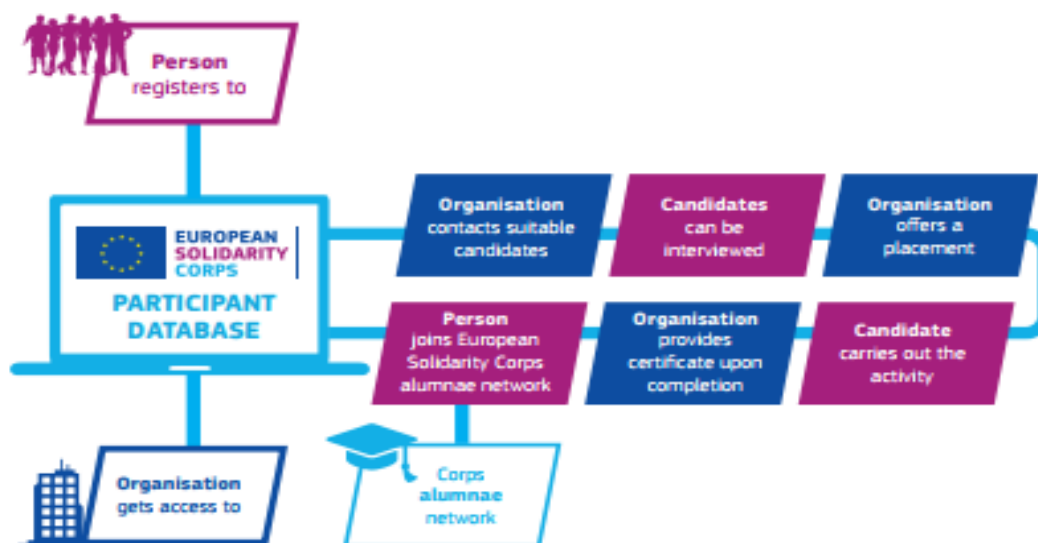 Person
registers to
EUROPEAN
SOLIDARITY
CORPS
PARTICIPANT
DATABASE
Organisation
contacts suitable
candidates
Candidates
can be
interviewed
Organisation
offers a
placement
Person
joins European
Solidarity Corps
alumnae network
Organisation
provides
certificate upon
completion
Candidate
carries out the
activity
Organisation
gets access to
Corps
alumnae
network